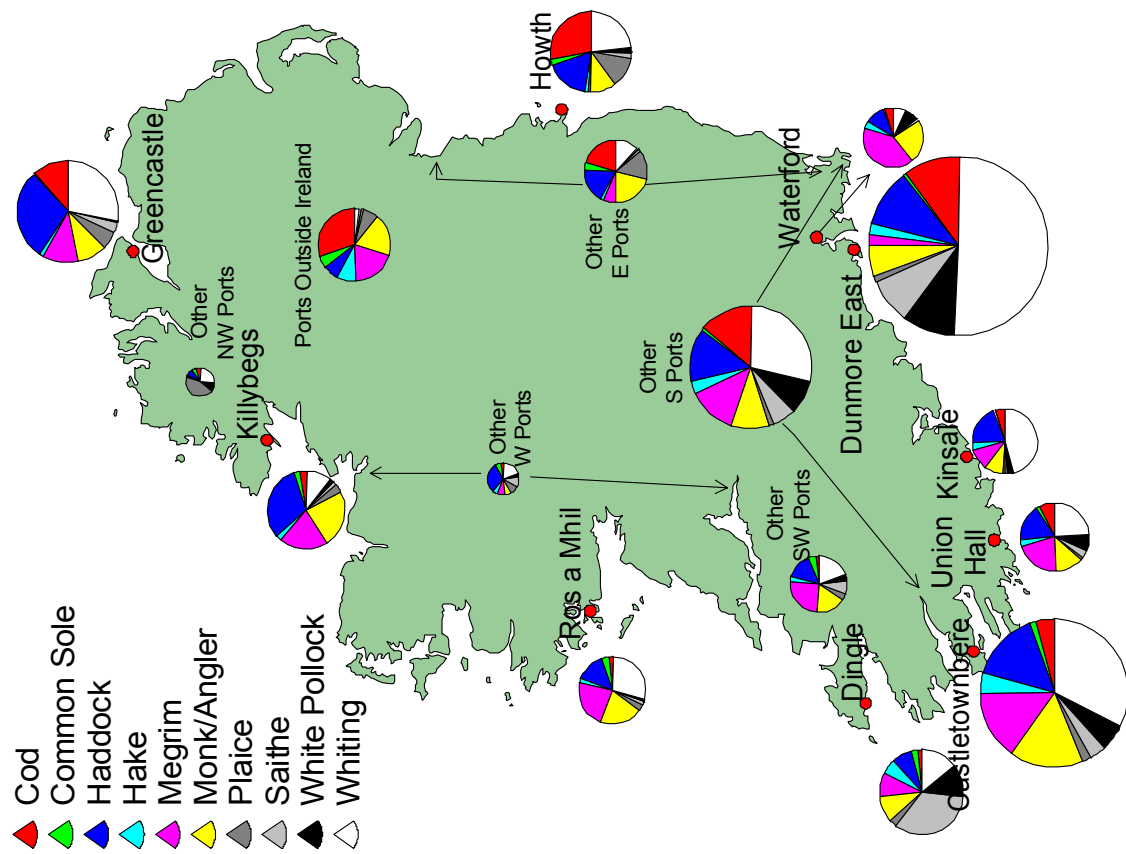 Cod
Common Sole
Haddock
Hake
Megrim
Monk/Angler
Plaice
Saithe
White Pollock
Whiting
Greencastle
Other
NW Ports
Killybegs
Ports Outside Ireland
Howth
Other
E Ports
Other
W Ports
Ros a Mhil
Other
S Ports
Waterford
Dunmore East
Other
SW Ports
Dingle
Castletownbere
Union
Hall
Kinsale